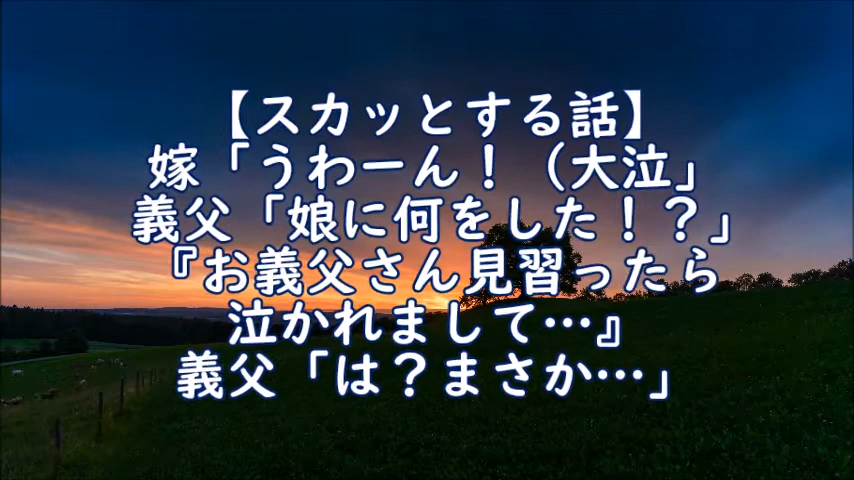 【スカッとする話】
嫁「うわーん！（大泣」
義父「娘に何をした！？」
『お義父さん見習ったら
泣かれまして…』
義父「は？まさか…」